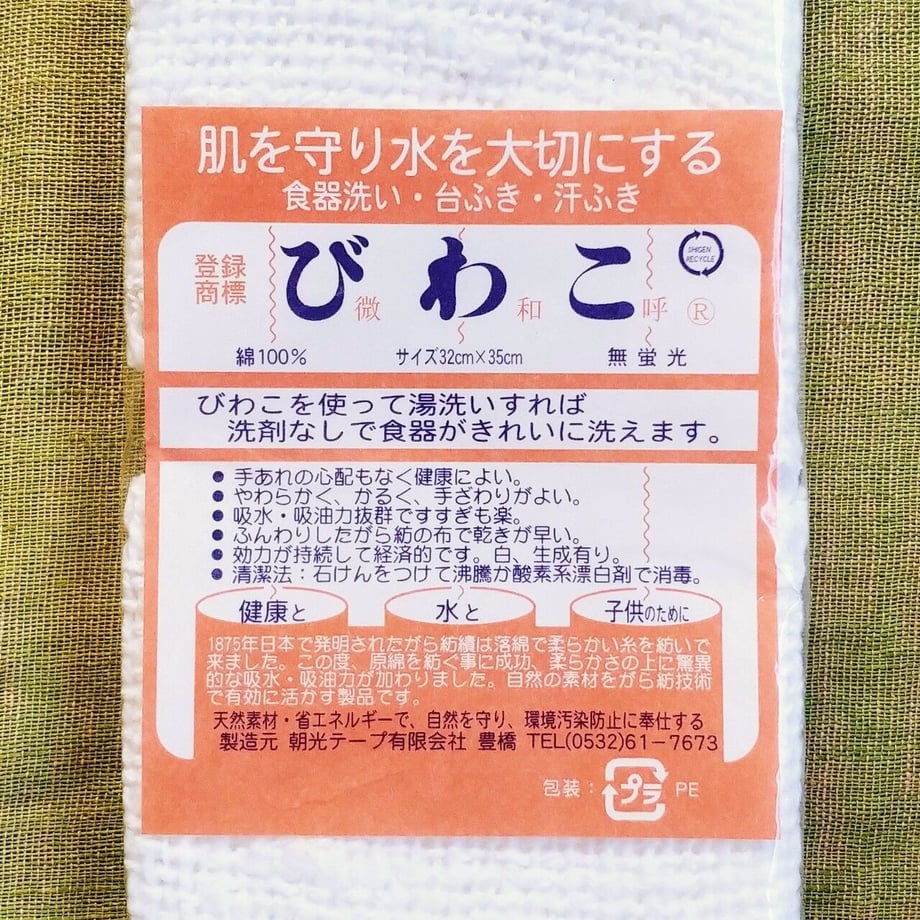 肌を守り水を大切にする
食器洗い・台ふき・汗ふき
登録商標
びわこ
微 和 呼 ®
SHIGEN RECYCLE
綿100% サイズ32cm×35cm 無蛍光
びわこを使って湯洗いすれば
洗剤なしで食器がきれいに洗えます。
● 手あれの心配もなく健康によい。
● やわらかく、かるく、手ざわりがよい。
● 吸水・吸油力抜群ですすぎも楽。
● ふんわりしたがら紡の布で乾きが早い。
● 効力が持続して経済的です。白、生成有り。
● 清潔法：石けんをつけて沸騰か酸素系漂白剤で消毒。
健康と 水と 子供のために
1875年日本で発明されたがら紡績は落綿で柔らかい糸を紡いで
来ました。この度、原綿を紡ぐ事に成功、柔らかさの上に驚異
的な吸水・吸油力が加わりました。自然の素材をがら紡技術
で有効に活かす製品です。
天然素材・省エネルギーで、自然を守り、環境汚染防止に奉仕する
製造元 朝光テープ有限会社 豊橋 TEL(0532)61-7673
包装： プラ PE